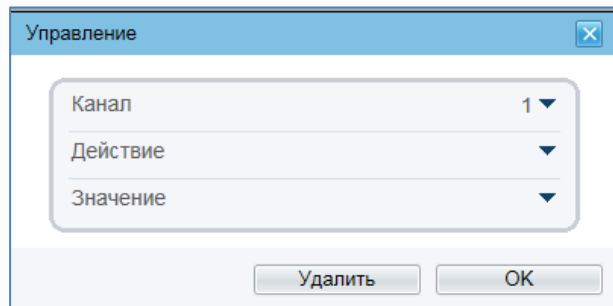 Управление
Канал 1
Действие
Значение
Удалить OK